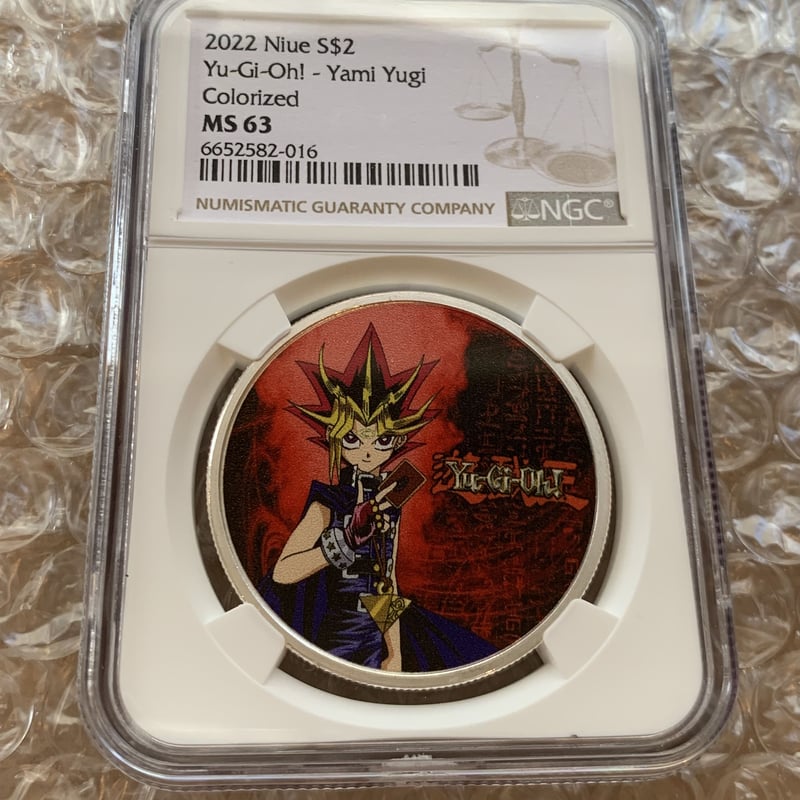 2022 Niue S$2
Yu-Gi-Oh! - Yami Yugi
Colorized
MS 63
6652582-016
NUMISMATIC GUARANTY COMPANY
NGC®
Yu-Gi-Oh!